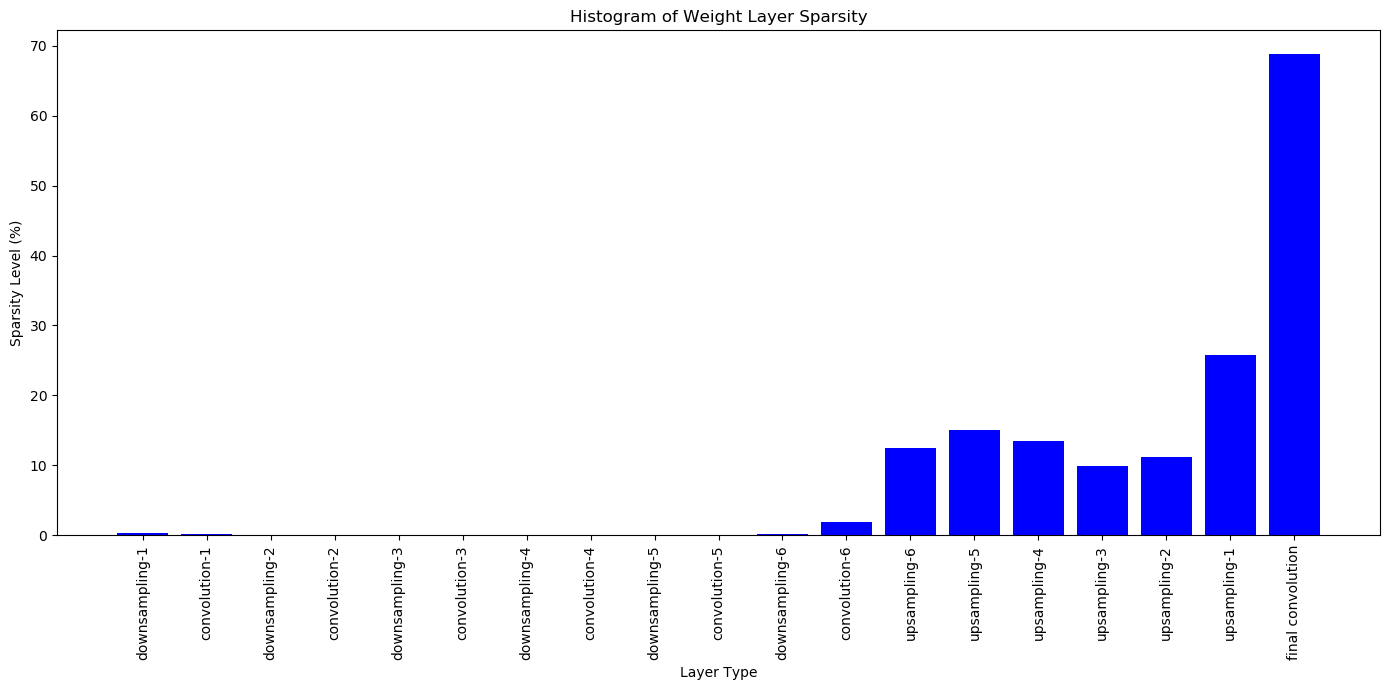 Histogram of Weight Layer Sparsity
Sparsity Level (%)
70
60
50
40
30
20
10
0
downsampling-1
convolution-1
downsampling-2
convolution-2
downsampling-3
convolution-3
downsampling-4
convolution-4
downsampling-5
convolution-5
downsampling-6
convolution-6
upsampling-6
upsampling-5
upsampling-4
upsampling-3
upsampling-2
upsampling-1
final convolution
Layer Type